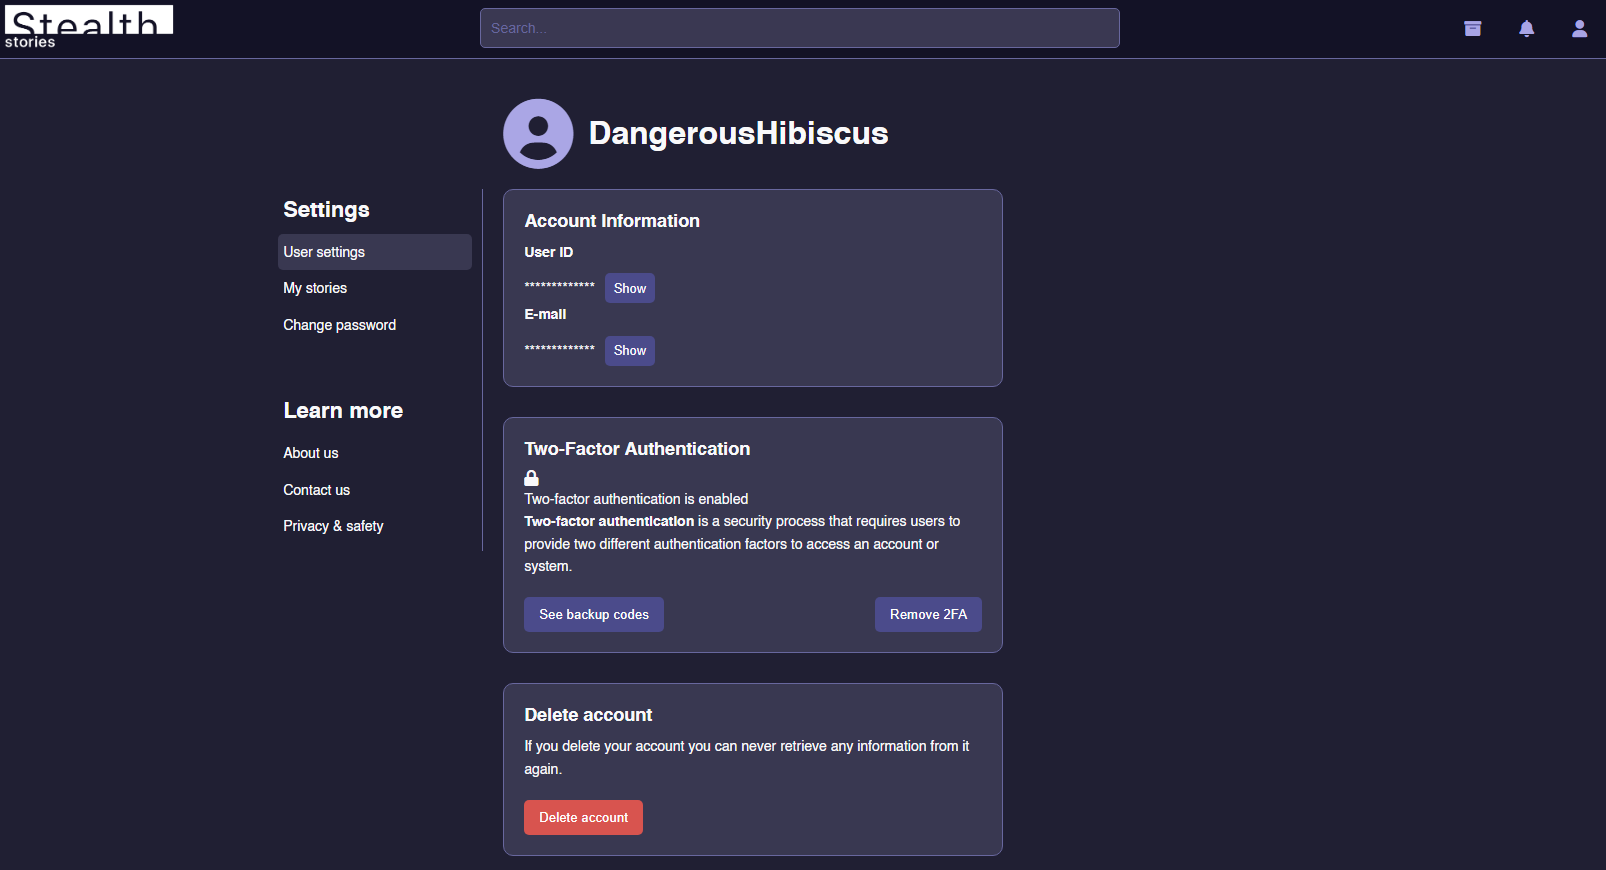 Stealth
stories
Search...
DangerousHibiscus
Settings
User settings
My stories
Change password
Learn more
About us
Contact us
Privacy & safety
Account Information
User ID
************* Show
E-mail
************* Show
Two-Factor Authentication
Two-factor authentication is enabled
Two-factor authentication is a security process that requires users to
provide two different authentication factors to access an account or
system.
See backup codes Remove 2FA
Delete account
If you delete your account you can never retrieve any information from it
again.
Delete account